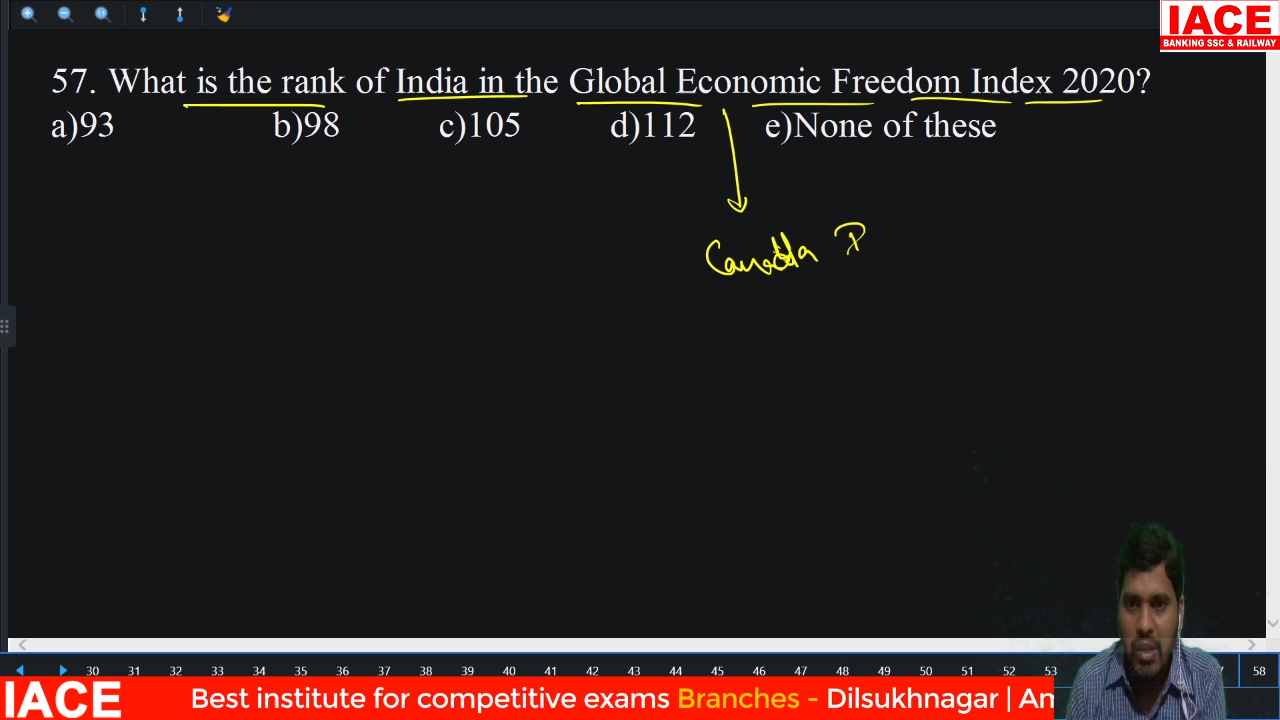 IACE
BANKING SSC & RAILWAY
57. What is the rank of India in the Global Economic Freedom Index 2020?
a)93 b)98 c)105 d)112 e)None of these
Canada
30 31 32 33 34 35 36 37 38 39 40 41 42 43 44 45 46 47 48 49 50 51 52 53 58
IACE Best institute for competitive exams Branches - Dilsukhnagar | Am